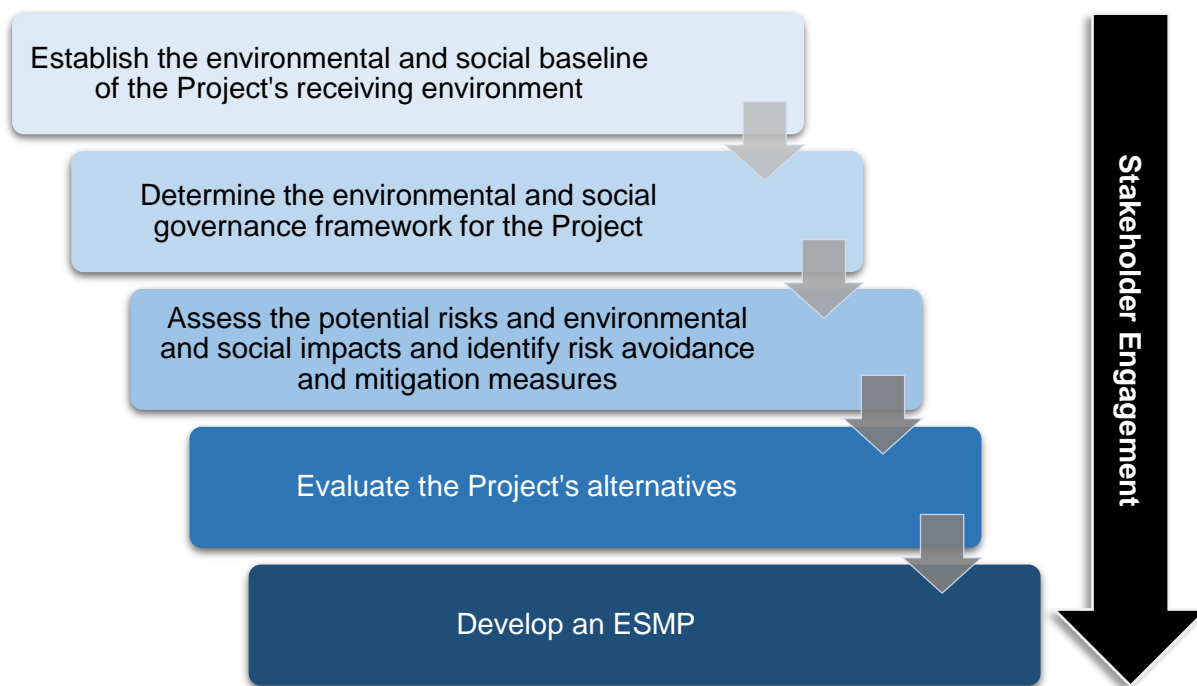 Establish the environmental and social baseline
of the Project's receiving environment
Determine the environmental and social
governance framework for the Project
Assess the potential risks and environmental
and social impacts and identify risk avoidance
and mitigation measures
Evaluate the Project's alternatives
Develop an ESMP
Stakeholder Engagement